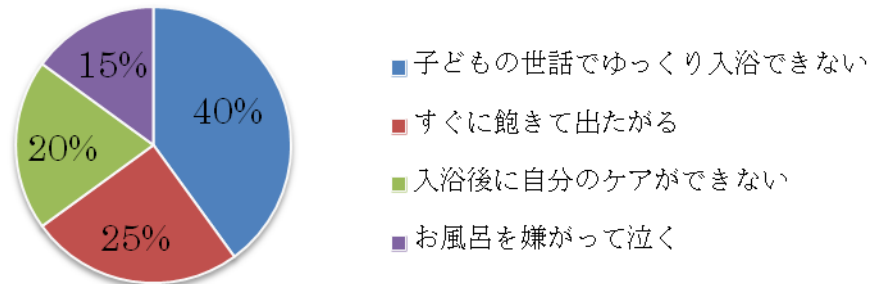 15%
40%
20%
25%
子どもの世話でゆっくり入浴できない
すぐに飽きて出たがる
入浴後に自分のケアができない
お風呂を嫌がって泣く